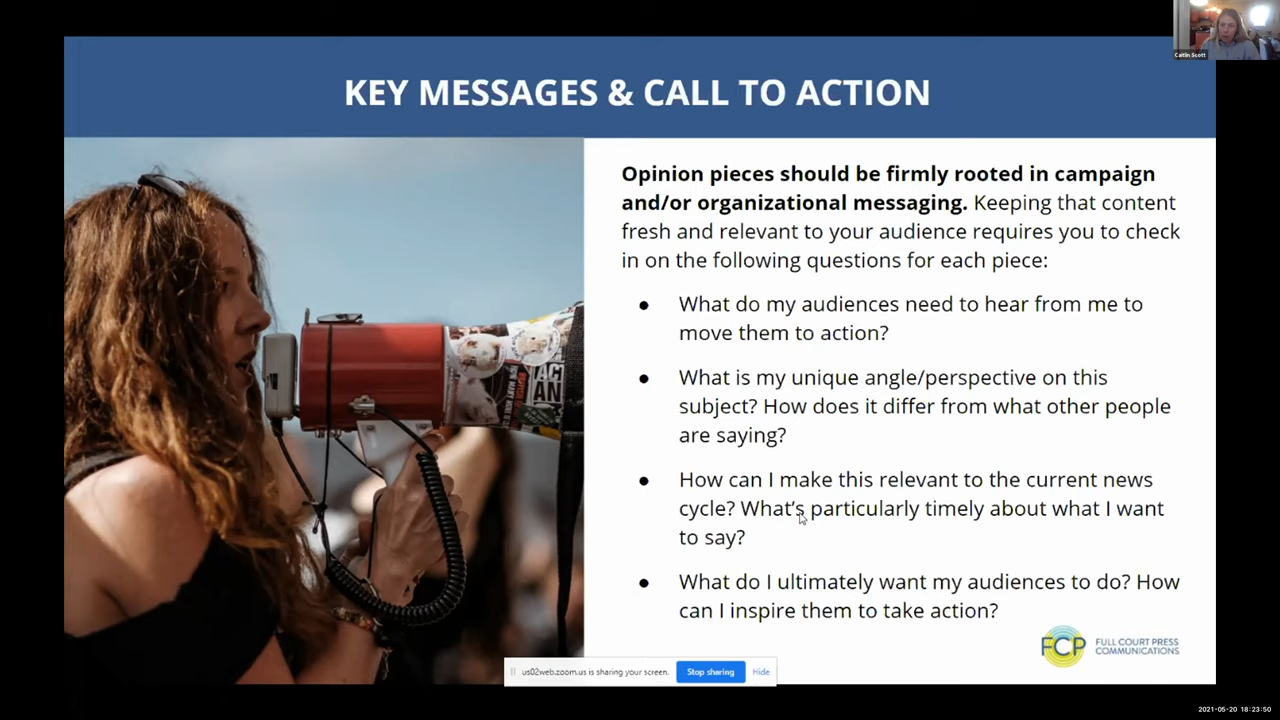 Caitlin Scott
KEY MESSAGES & CALL TO ACTION
Opinion pieces should be firmly rooted in campaign
and/or organizational messaging. Keeping that content
fresh and relevant to your audience requires you to check
in on the following questions for each piece:
● What do my audiences need to hear from me to
move them to action?
● What is my unique angle/perspective on this
subject? How does it differ from what other people
are saying?
● How can I make this relevant to the current news
cycle? What's particularly timely about what I want
to say?
● What do I ultimately want my audiences to do? How
can I inspire them to take action?
FCP
FULL COURT PRESS
COMMUNICATIONS
us02web.zoom.us is sharing your screen.
Stop sharing
Hide
2021-05-20 18:23:50